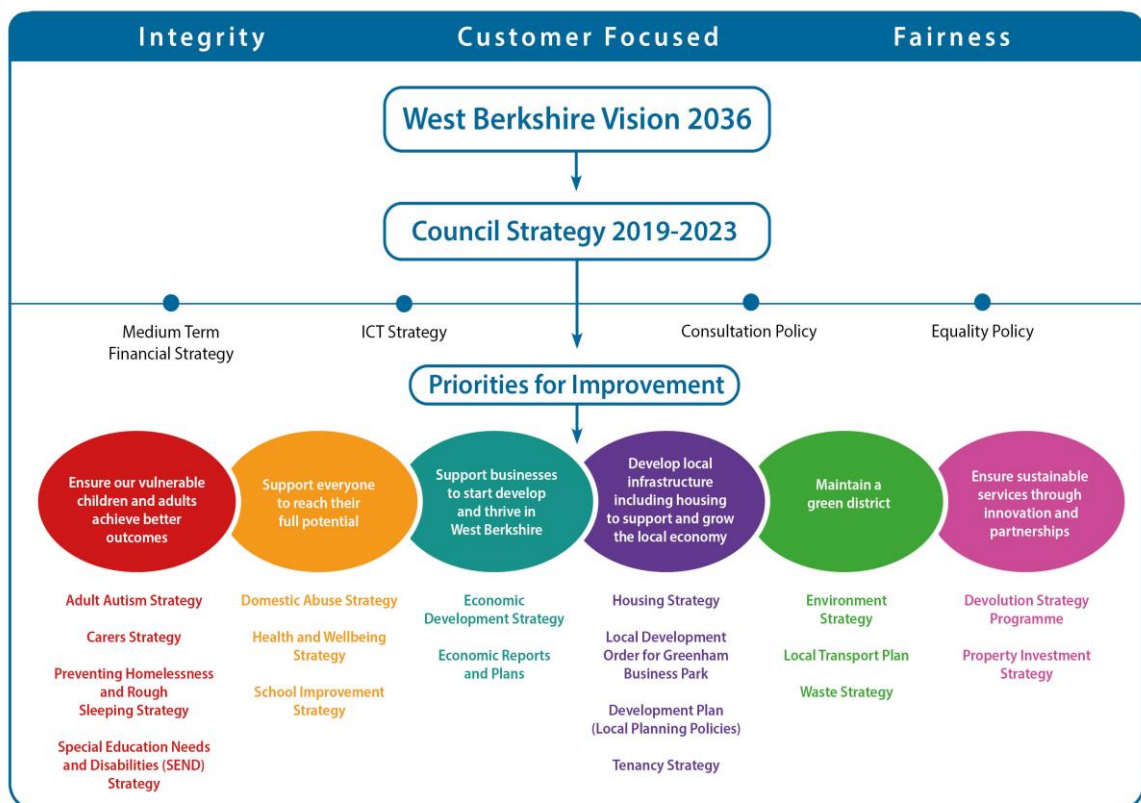 Integrity
Customer Focused
Fairness
West Berkshire Vision 2036
Council Strategy 2019-2023
Medium Term
Financial Strategy
ICT Strategy
Consultation Policy
Equality Policy
Priorities for Improvement
Ensure our vulnerable
children and adults
achieve better
outcomes
Support everyone
to reach their
full potential
Support businesses
to start develop
and thrive in
West Berkshire
Develop local
infrastructure
including housing
to support and grow
the local economy
Maintain a
green district
Ensure sustainable
services through
innovation and
partnerships
Adult Autism Strategy
Carers Strategy
Preventing Homelessness
and Rough
Sleeping Strategy
Special Education Needs
and Disabilities (SEND)
Strategy
Domestic Abuse Strategy
Health and Wellbeing
Strategy
School Improvement
Strategy
Economic
Development Strategy
Economic Reports
and Plans
Housing Strategy
Local Development
Order for Greenham
Business Park
Development Plan
(Local Planning Policies)
Tenancy Strategy
Environment
Strategy
Local Transport Plan
Waste Strategy
Devolution Strategy
Programme
Property Investment
Strategy